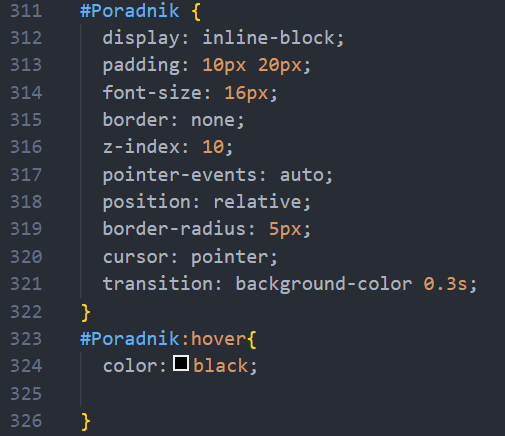 311 #Poradnik {
312 display: inline-block;
313 padding: 10px 20px;
314 font-size: 16px;
315 border: none;
316 z-index: 10;
317 pointer-events: auto;
318 position: relative;
319 border-radius: 5px;
320 cursor: pointer;
321 transition: background-color 0.3s;
322 }
323 #Poradnik:hover{
324 color: black;
325
326 }